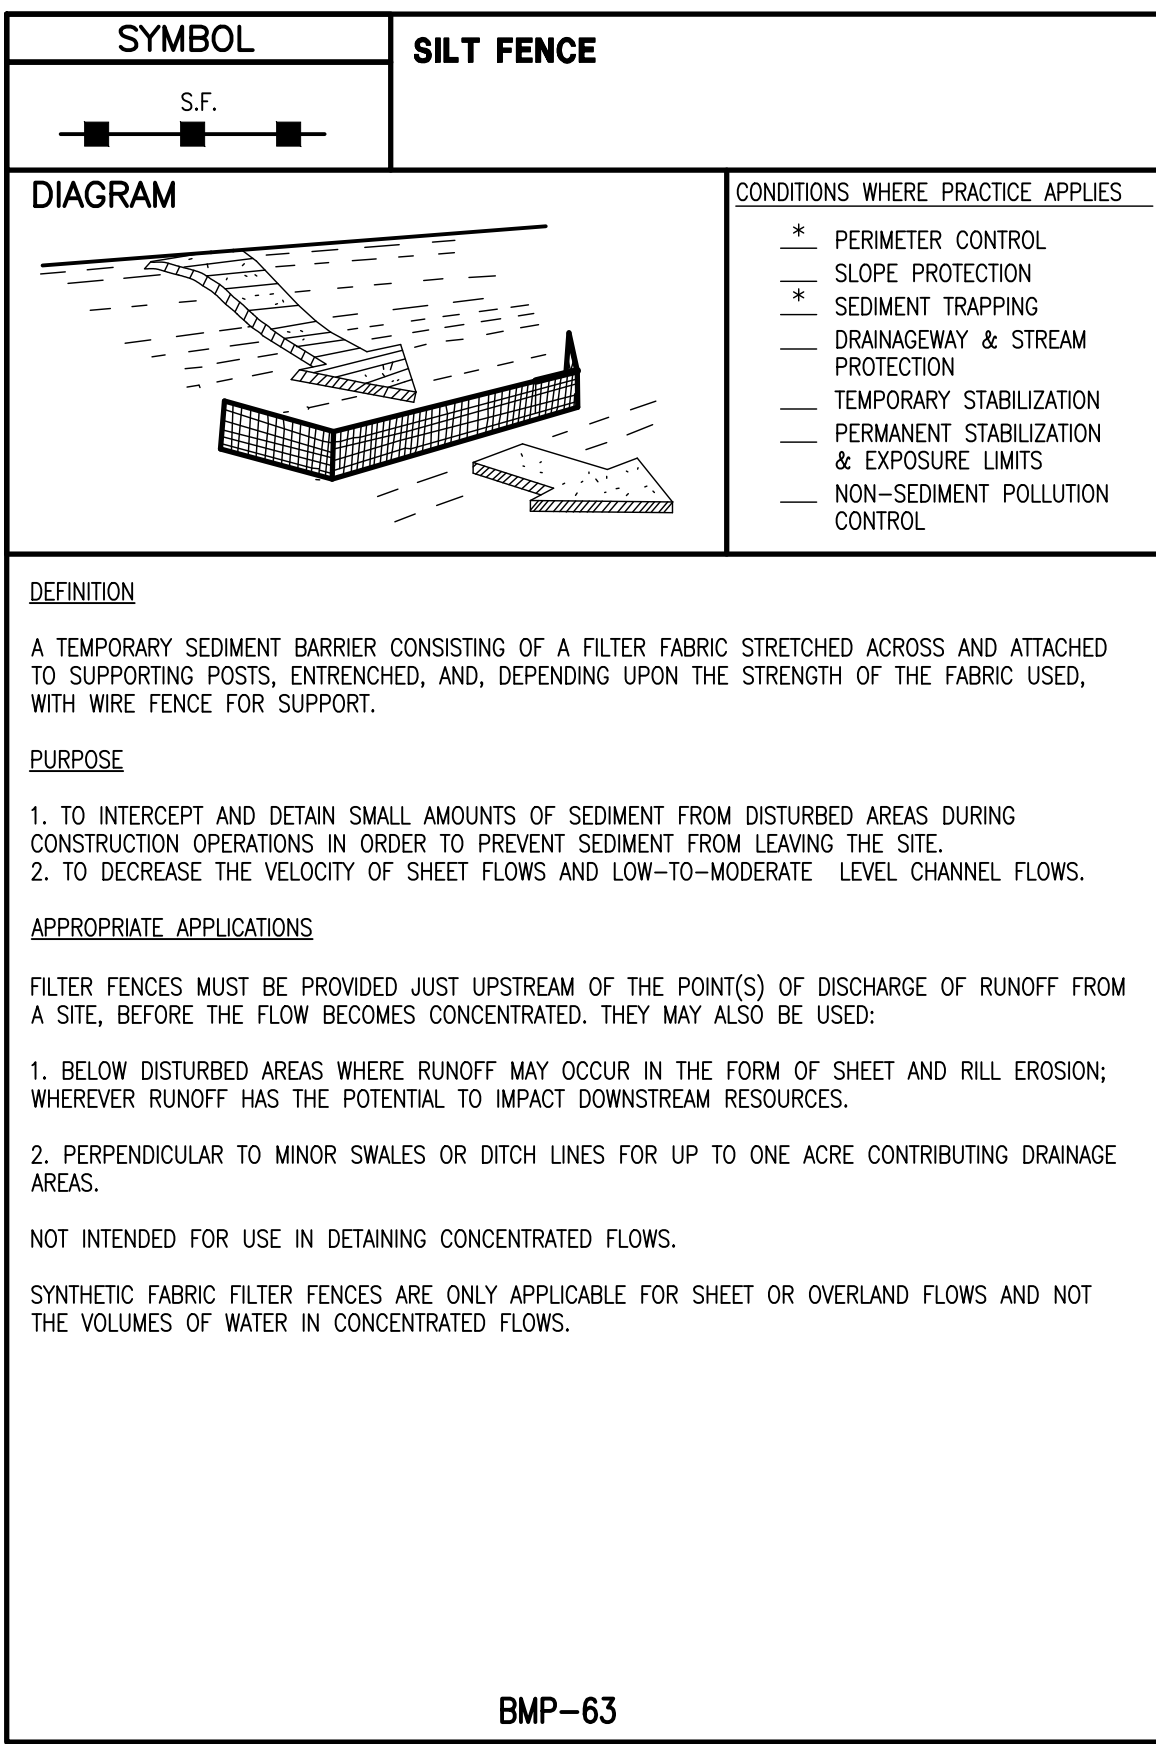 SYMBOL
SILT FENCE
S.F.
DIAGRAM
CONDITIONS WHERE PRACTICE APPLIES
* PERIMETER CONTROL
___ SLOPE PROTECTION
* SEDIMENT TRAPPING
___ DRAINAGEWAY & STREAM
PROTECTION
___ TEMPORARY STABILIZATION
___ PERMANENT STABILIZATION
& EXPOSURE LIMITS
___ NON-SEDIMENT POLLUTION
CONTROL
DEFINITION
A TEMPORARY SEDIMENT BARRIER CONSISTING OF A FILTER FABRIC STRETCHED ACROSS AND ATTACHED
TO SUPPORTING POSTS, ENTRENCHED, AND, DEPENDING UPON THE STRENGTH OF THE FABRIC USED,
WITH WIRE FENCE FOR SUPPORT.
PURPOSE
1. TO INTERCEPT AND DETAIN SMALL AMOUNTS OF SEDIMENT FROM DISTURBED AREAS DURING
CONSTRUCTION OPERATIONS IN ORDER TO PREVENT SEDIMENT FROM LEAVING THE SITE.
2. TO DECREASE THE VELOCITY OF SHEET FLOWS AND LOW-TO-MODERATE LEVEL CHANNEL FLOWS.
APPROPRIATE APPLICATIONS
FILTER FENCES MUST BE PROVIDED JUST UPSTREAM OF THE POINT(S) OF DISCHARGE OF RUNOFF FROM
A SITE, BEFORE THE FLOW BECOMES CONCENTRATED. THEY MAY ALSO BE USED:
1. BELOW DISTURBED AREAS WHERE RUNOFF MAY OCCUR IN THE FORM OF SHEET AND RILL EROSION;
WHEREVER RUNOFF HAS THE POTENTIAL TO IMPACT DOWNSTREAM RESOURCES.
2. PERPENDICULAR TO MINOR SWALES OR DITCH LINES FOR UP TO ONE ACRE CONTRIBUTING DRAINAGE
AREAS.
NOT INTENDED FOR USE IN DETAINING CONCENTRATED FLOWS.
SYNTHETIC FABRIC FILTER FENCES ARE ONLY APPLICABLE FOR SHEET OR OVERLAND FLOWS AND NOT
THE VOLUMES OF WATER IN CONCENTRATED FLOWS.
BMP-63